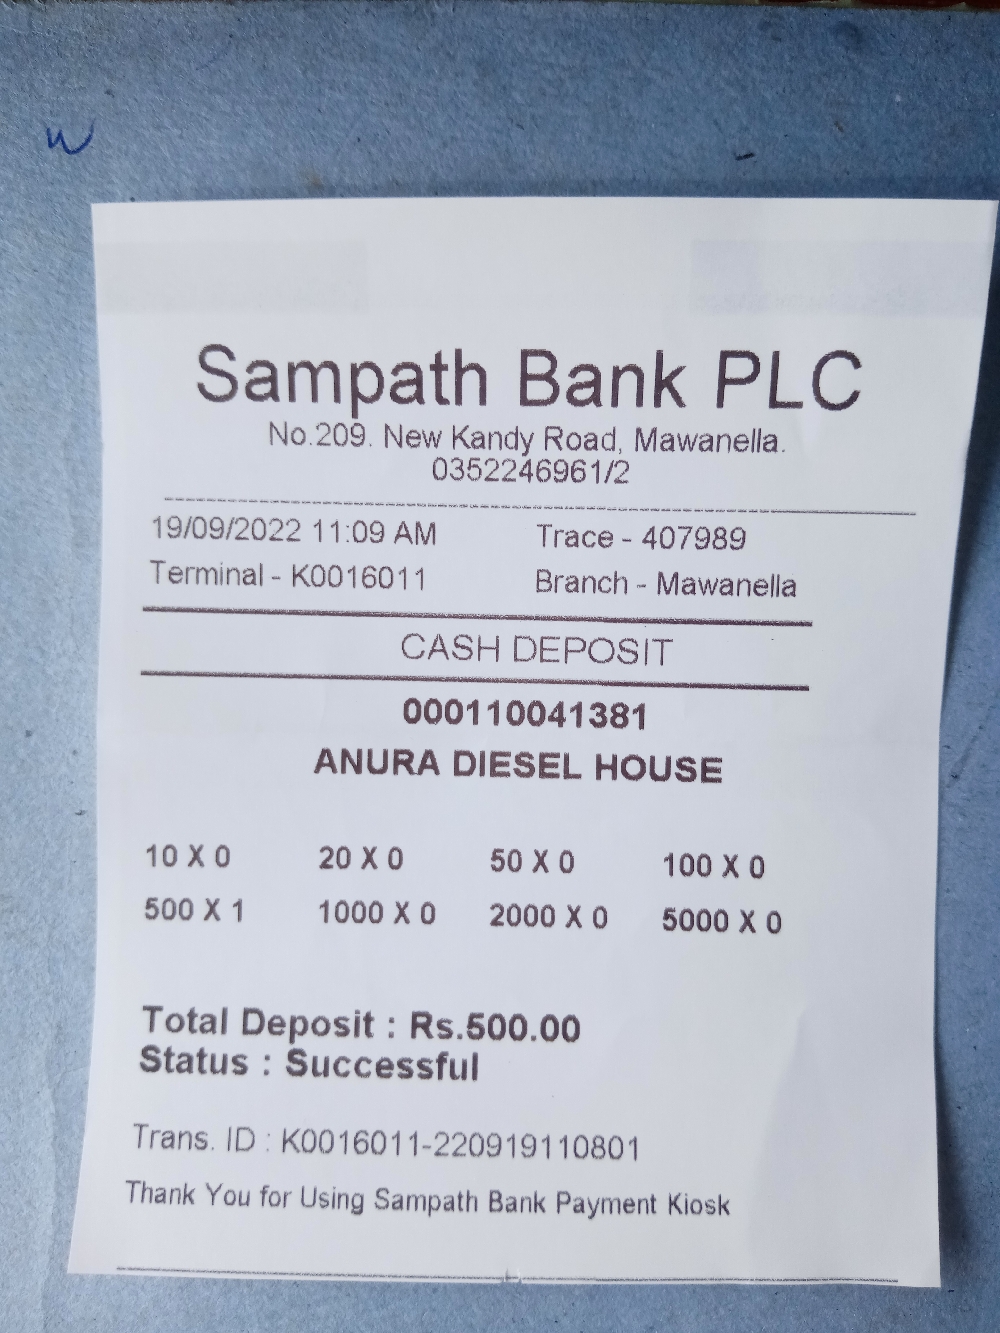 Sampath Bank PLC
No.209. New Kandy Road, Mawanella.
0352246961/2
19/09/2022 11:09 AM Trace - 407989
Terminal - K0016011 Branch - Mawanella
CASH DEPOSIT
000110041381
ANURA DIESEL HOUSE
10 X 0 20 X 0 50 X 0 100 X 0
500 X 1 1000 X 0 2000 X 0 5000 X 0
Total Deposit : Rs.500.00
Status : Successful
Trans. ID : K0016011-220919110801
Thank You for Using Sampath Bank Payment Kiosk